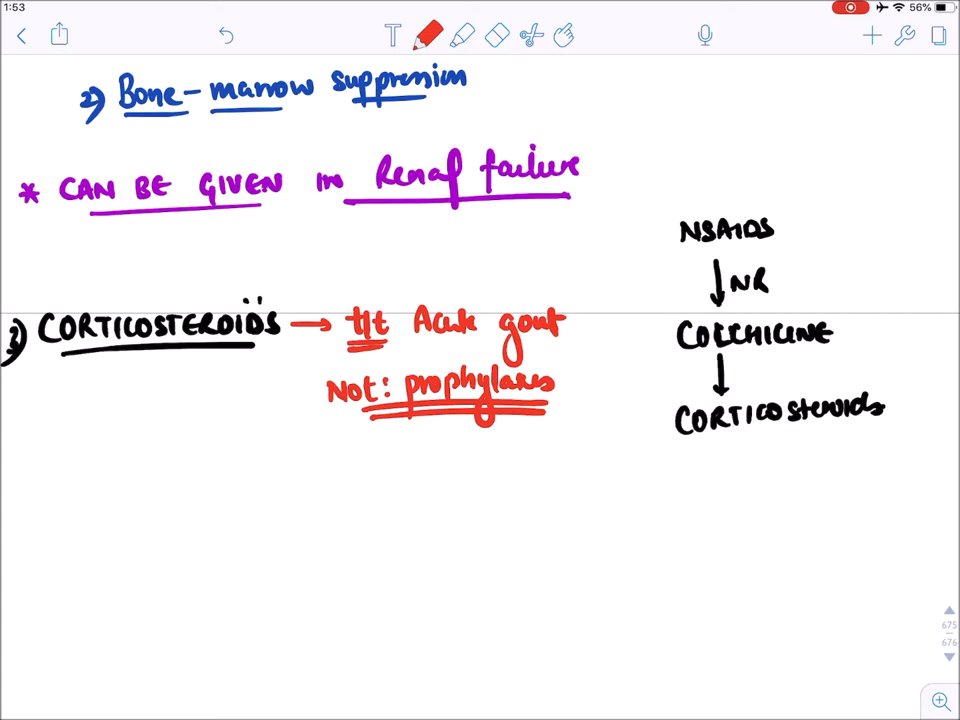 1:53
56%
T
2) Bone-marrow suppression
* CAN BE GIVEN in Renal failure
3) CORTICOSTEROIDS → t/t Acute gout
Not: prophylaxes
NSAIDS
↓ NR
COLCHICINE
↓
CORTICOSteroids
675
676